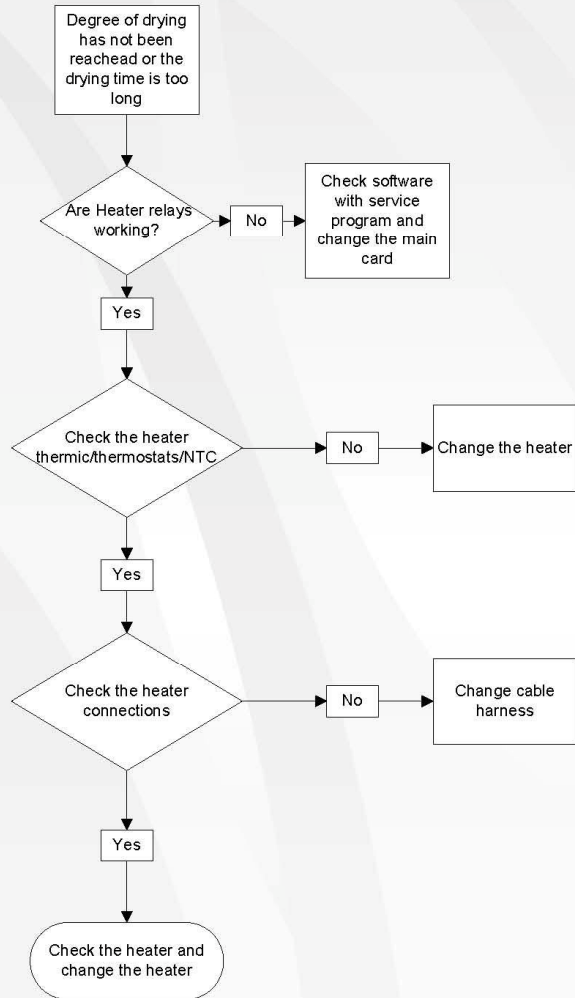 Degree of drying
has not been
reachead or the
drying time is too
long
Are Heater relays
working?
No
Check software
with service
program and
change the main
card
Yes
Check the heater
thermic/thermostats/NTC
No
Change the heater
Yes
Check the heater
connections
No
Change cable
harness
Yes
Check the heater and
change the heater